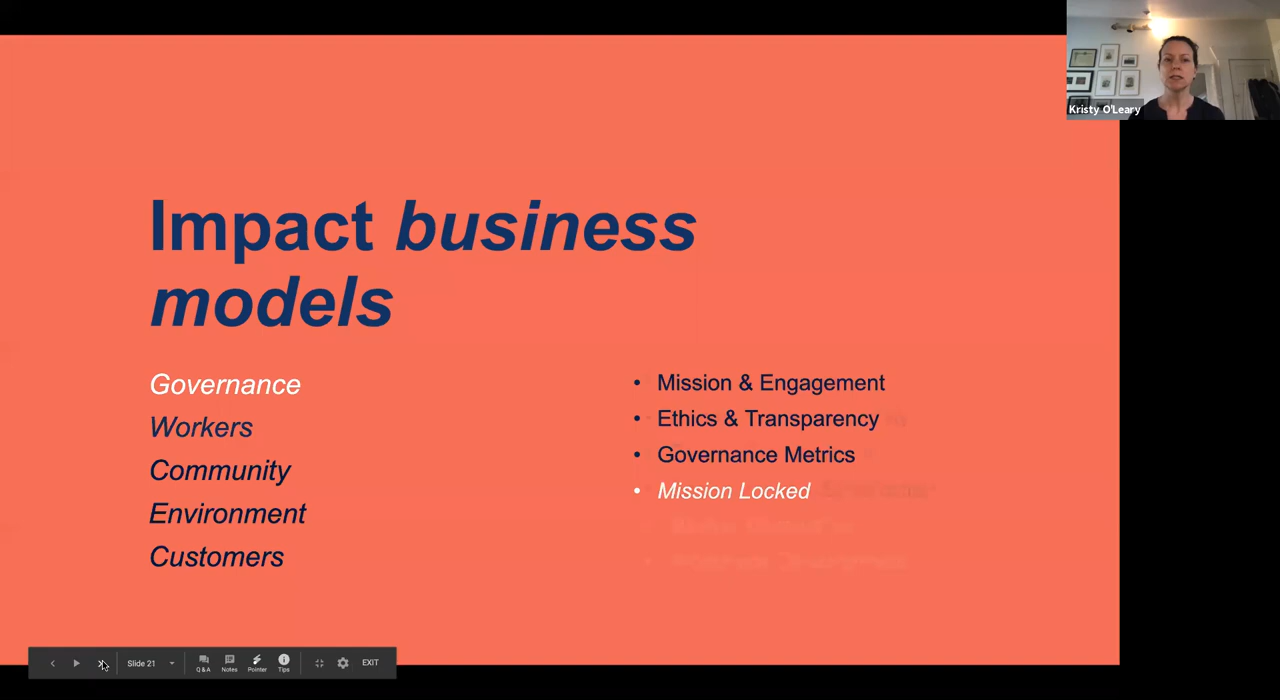 Kristy O'Leary
Impact business
models
Governance
Workers
Community
Environment
Customers
• Mission & Engagement
• Ethics & Transparency
• Governance Metrics
• Mission Locked
Slide 21
Q & A
Notes
Pointer
Tips
EXIT